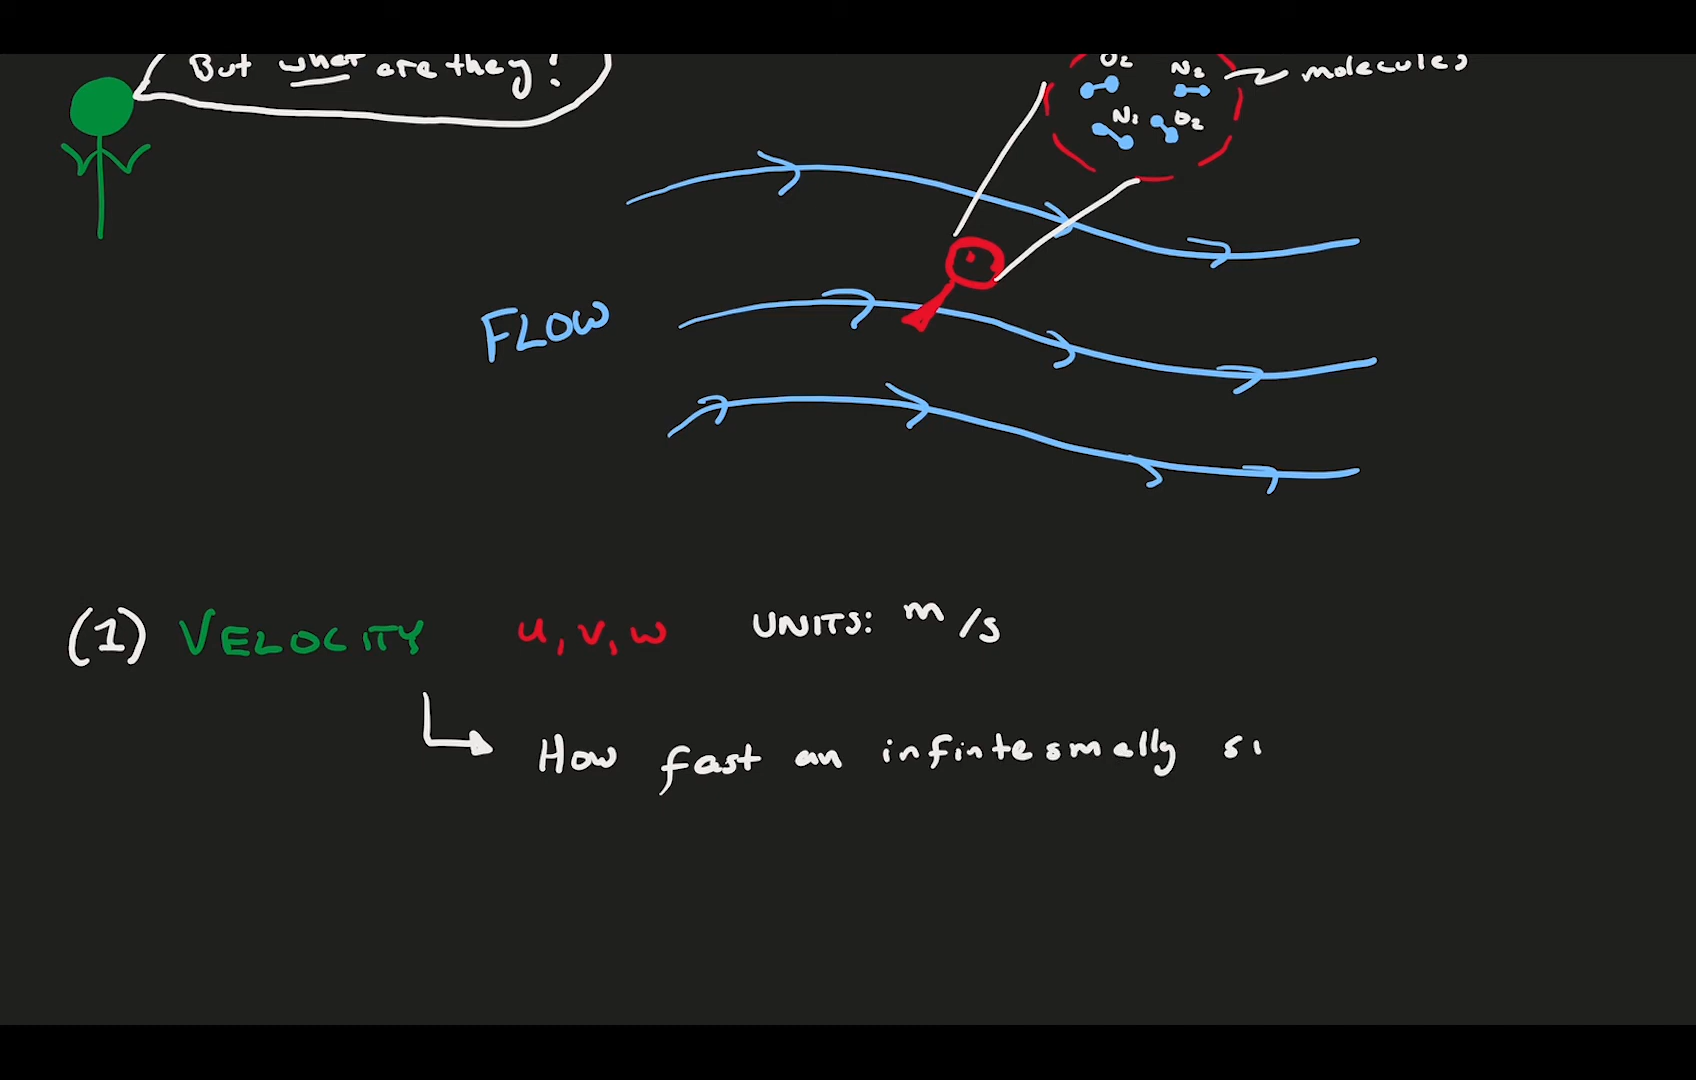 But what are they?
O2 N2 molecules
N2 O2
FLOW
(1) VELOCITY u, v, w UNITS: m/s
How fast an infintesmally